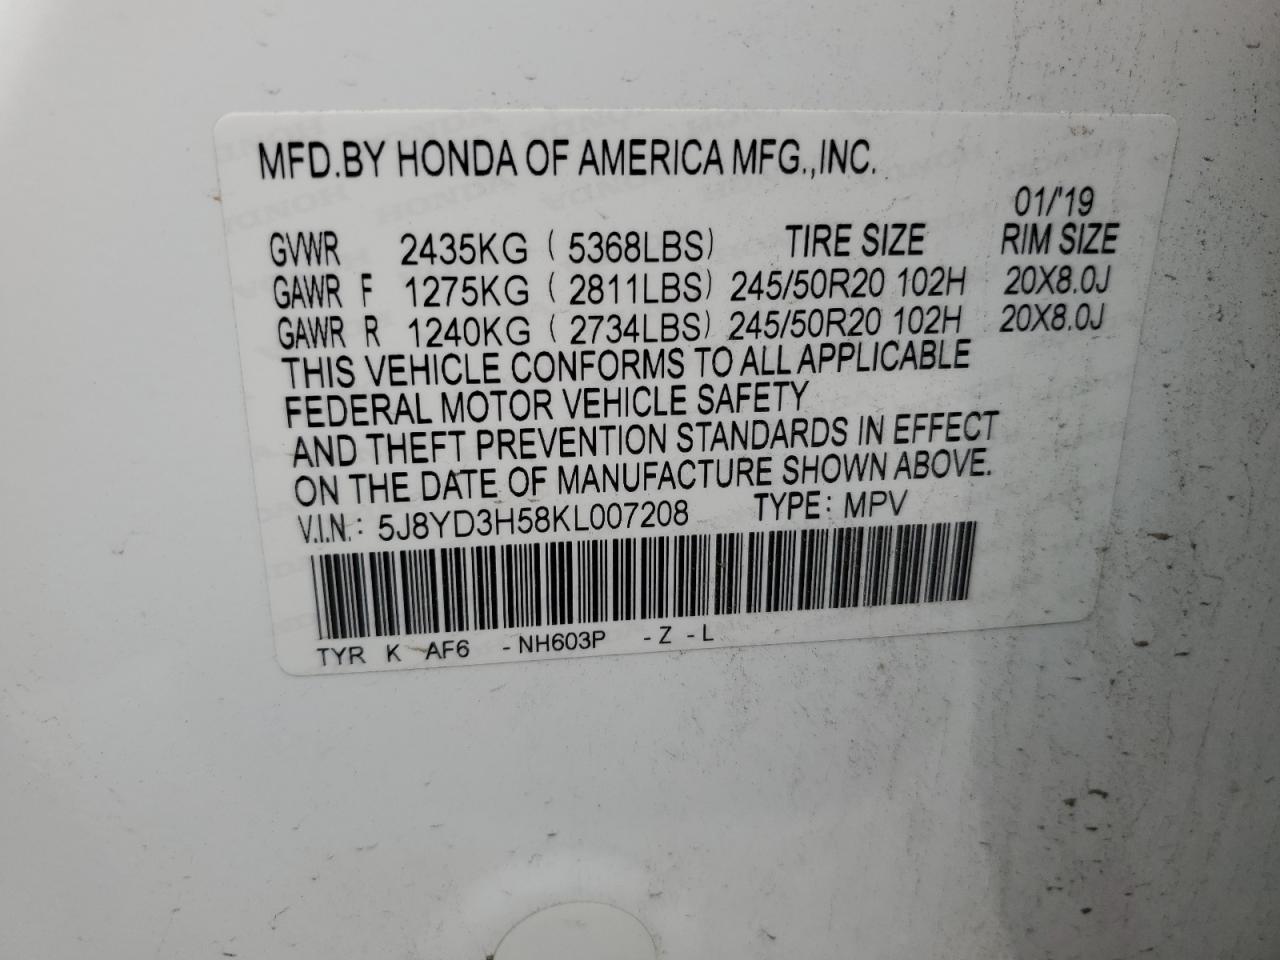 MFD.BY HONDA OF AMERICA MFG.,INC.
01/'19
GVWR 2435KG ( 5368LBS) TIRE SIZE RIM SIZE
GAWR F 1275KG ( 2811LBS) 245/50R20 102H 20X8.0J
GAWR R 1240KG ( 2734LBS) 245/50R20 102H 20X8.0J
THIS VEHICLE CONFORMS TO ALL APPLICABLE
FEDERAL MOTOR VEHICLE SAFETY
AND THEFT PREVENTION STANDARDS IN EFFECT
ON THE DATE OF MANUFACTURE SHOWN ABOVE.
V.I.N.: 5J8YD3H58KL007208 TYPE: MPV
TYR K AF6 -NH603P -Z -L